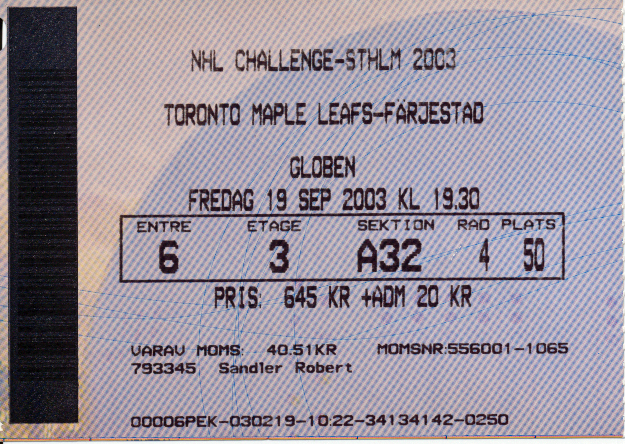 NHL CHALLENGE-STHLM 2003
TORONTO MAPLE LEAFS-FÄRJESTAD
GLOBEN
FREDAG 19 SEP 2003 KL 19.30
ENTRE ETAGE SEKTION RAD PLATS
6 3 A32 4 50
PRIS: 645 KR +ADM 20 KR
VARAV MOMS: 40.51KR MOMSNR:556001-1065
793345 Sandler Robert
00006PEK-030219-10:22-34134142-0250